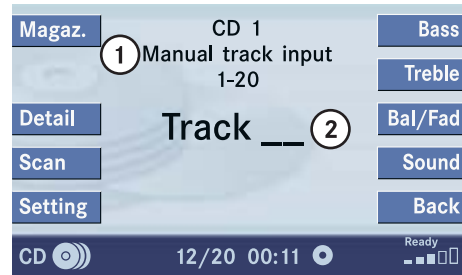 Magaz.
CD 1
Bass
1
Manual track input
1-20
Treble
Detail
Track __
2
Bal/Fad
Scan
Sound
Setting
Back
CD
12/20 00:11
Ready